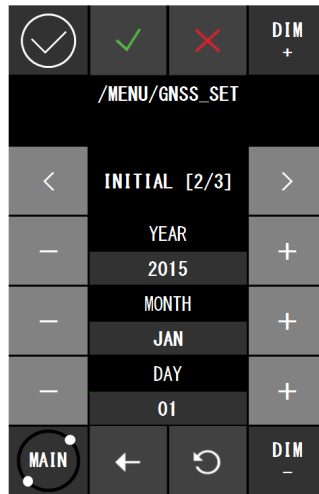 DIM
+
/MENU/GNSS_SET
< INITIAL [2/3] >
YEAR
− 2015 +
MONTH
− JAN +
DAY
− 01 +
MAIN
DIM
−